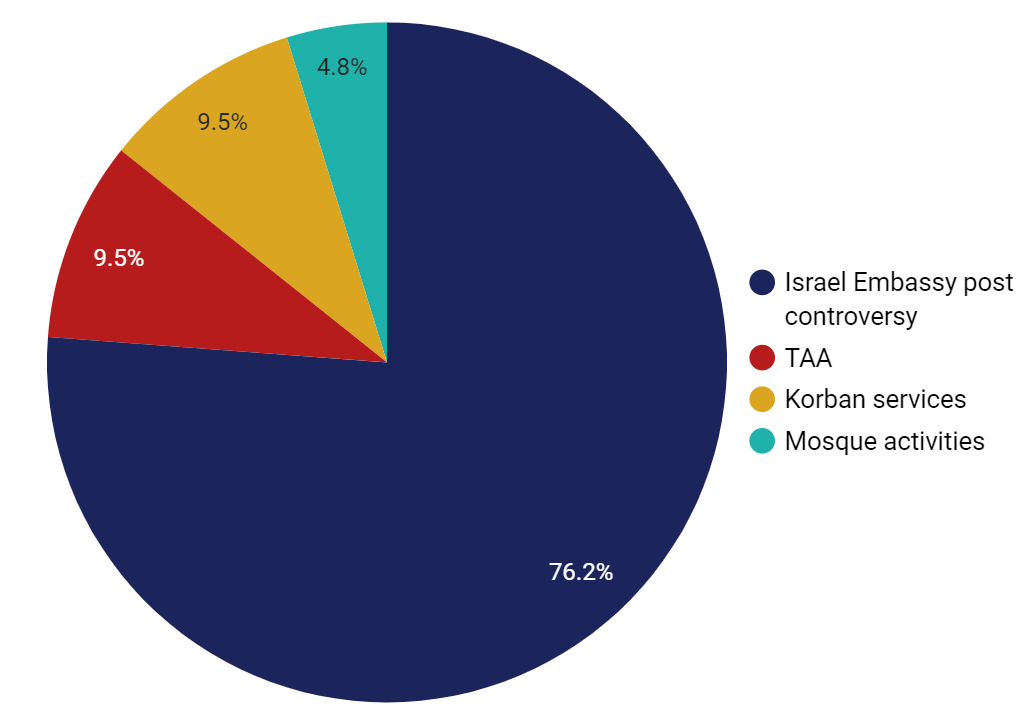 4.8%
9.5%
9.5%
76.2%
Israel Embassy post
controversy
TAA
Korban services
Mosque activities